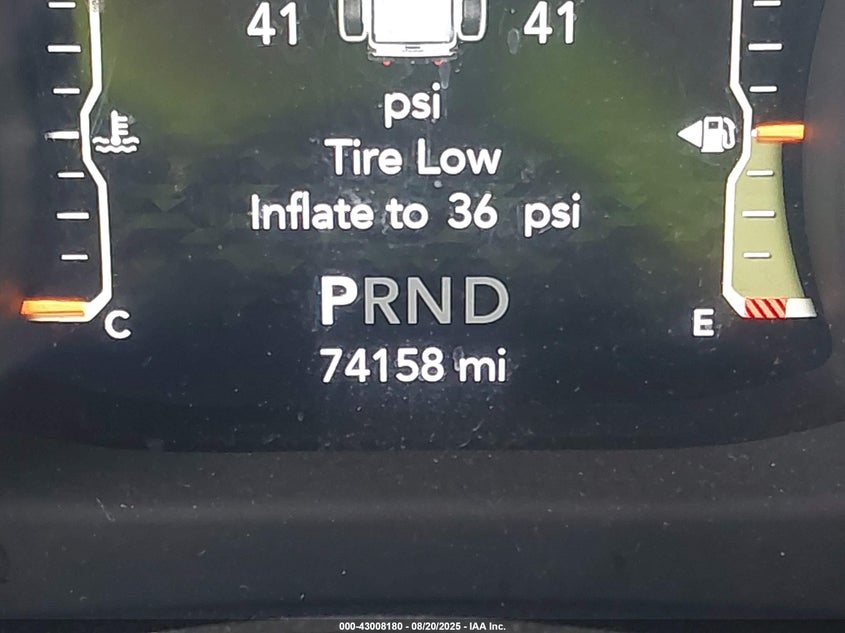 41 41
psi
Tire Low
Inflate to 36 psi
PRND
C E
74158 mi
000-43008180 - 08/20/2025 - IAA Inc.